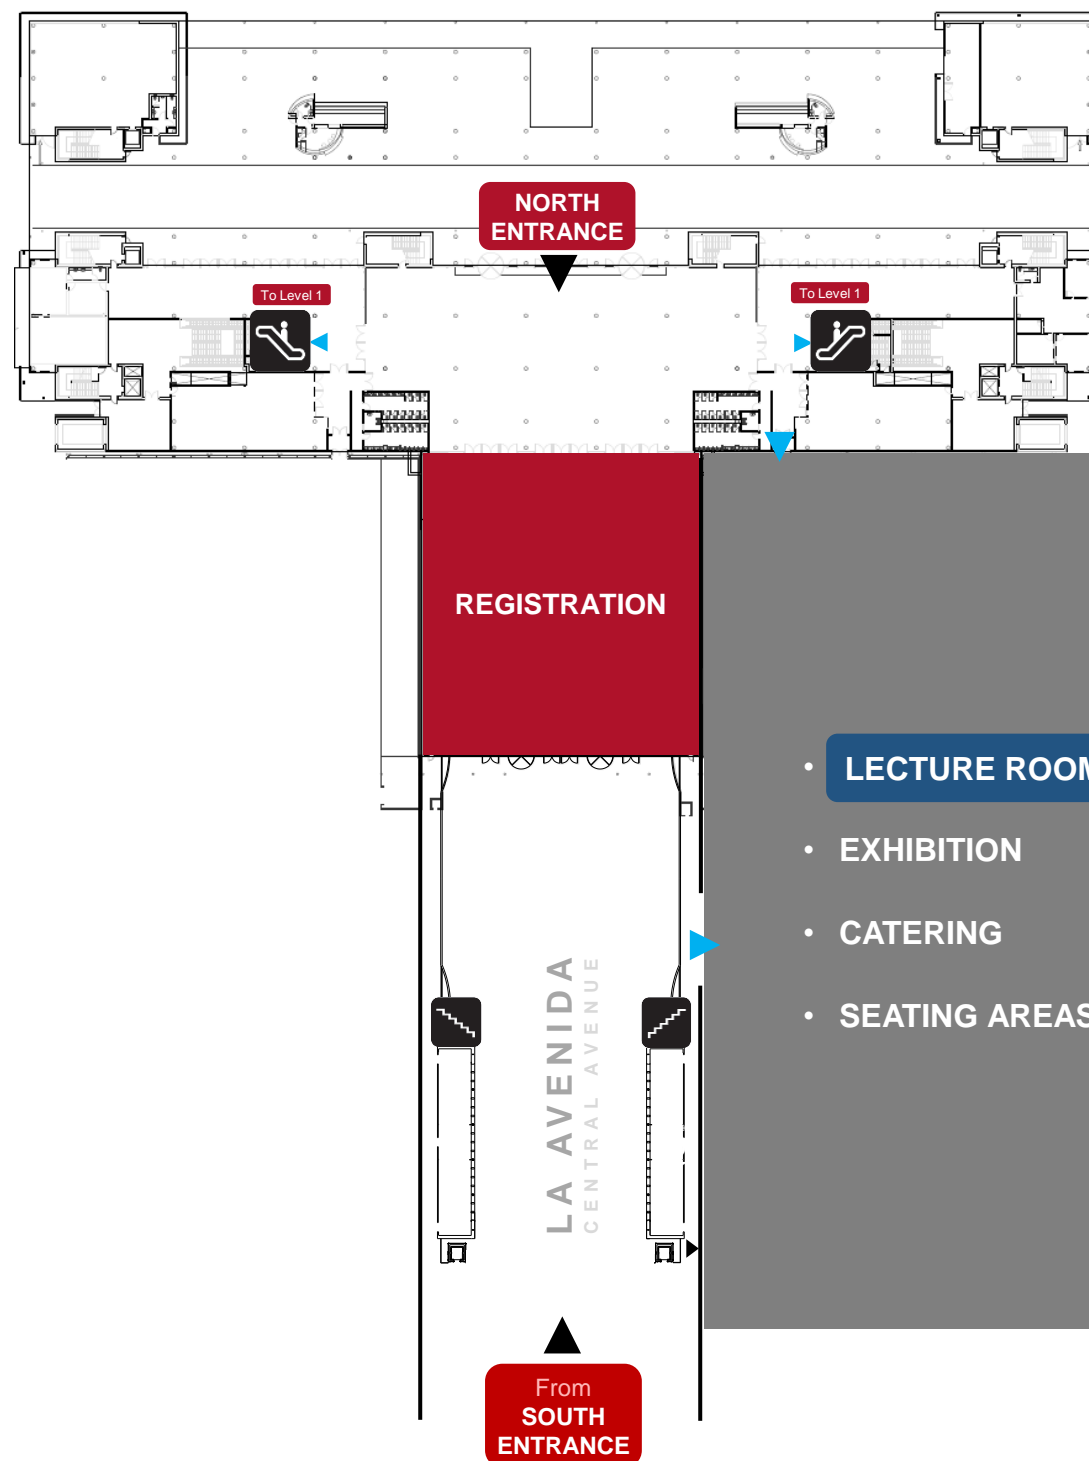 NORTH
ENTRANCE
To Level 1
To Level 1
REGISTRATION
• LECTURE ROOM
• EXHIBITION
• CATERING
• SEATING AREAS
LA AVENIDA
CENTRAL AVENUE
From
SOUTH
ENTRANCE